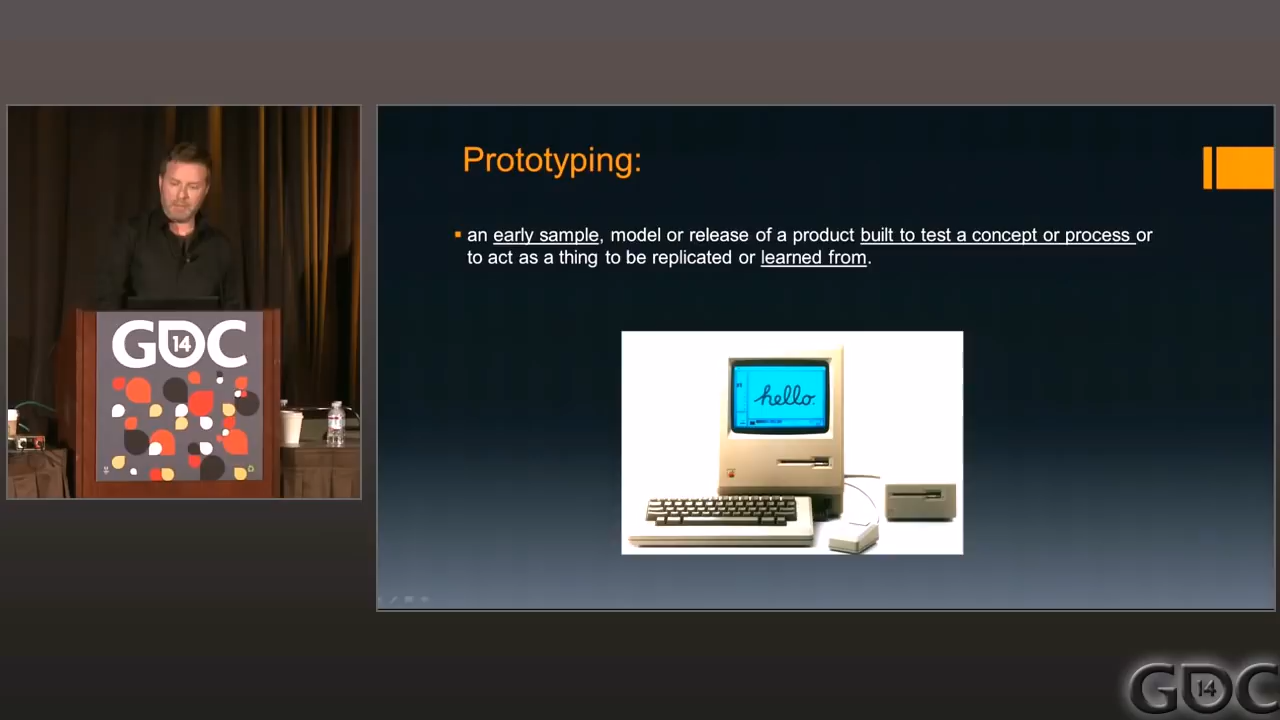 Prototyping:
an early sample, model or release of a product built to test a concept or process or
to act as a thing to be replicated or learned from.
hello.
GDC
14
GDC
14